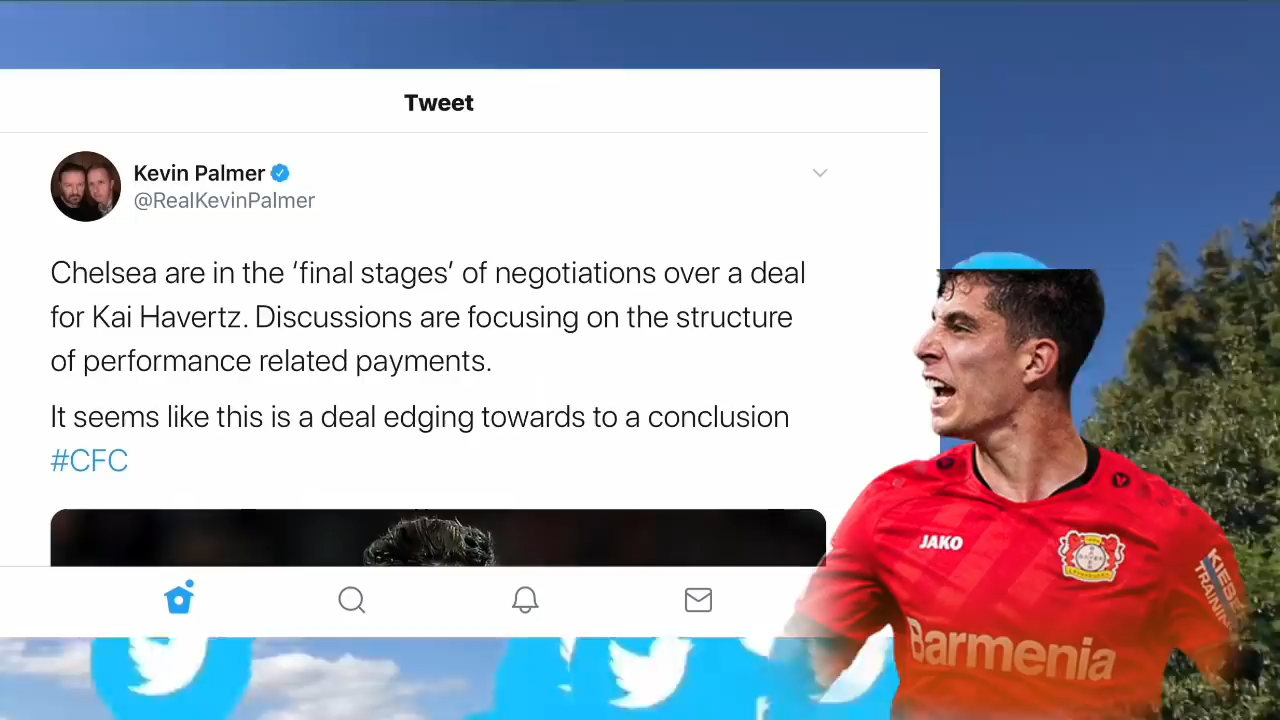 Tweet
Kevin Palmer
@RealKevinPalmer
Chelsea are in the ‘final stages’ of negotiations over a deal
for Kai Havertz. Discussions are focusing on the structure
of performance related payments.
It seems like this is a deal edging towards to a conclusion
#CFC
JAKO
KIESER
TRAINING
Barmenia